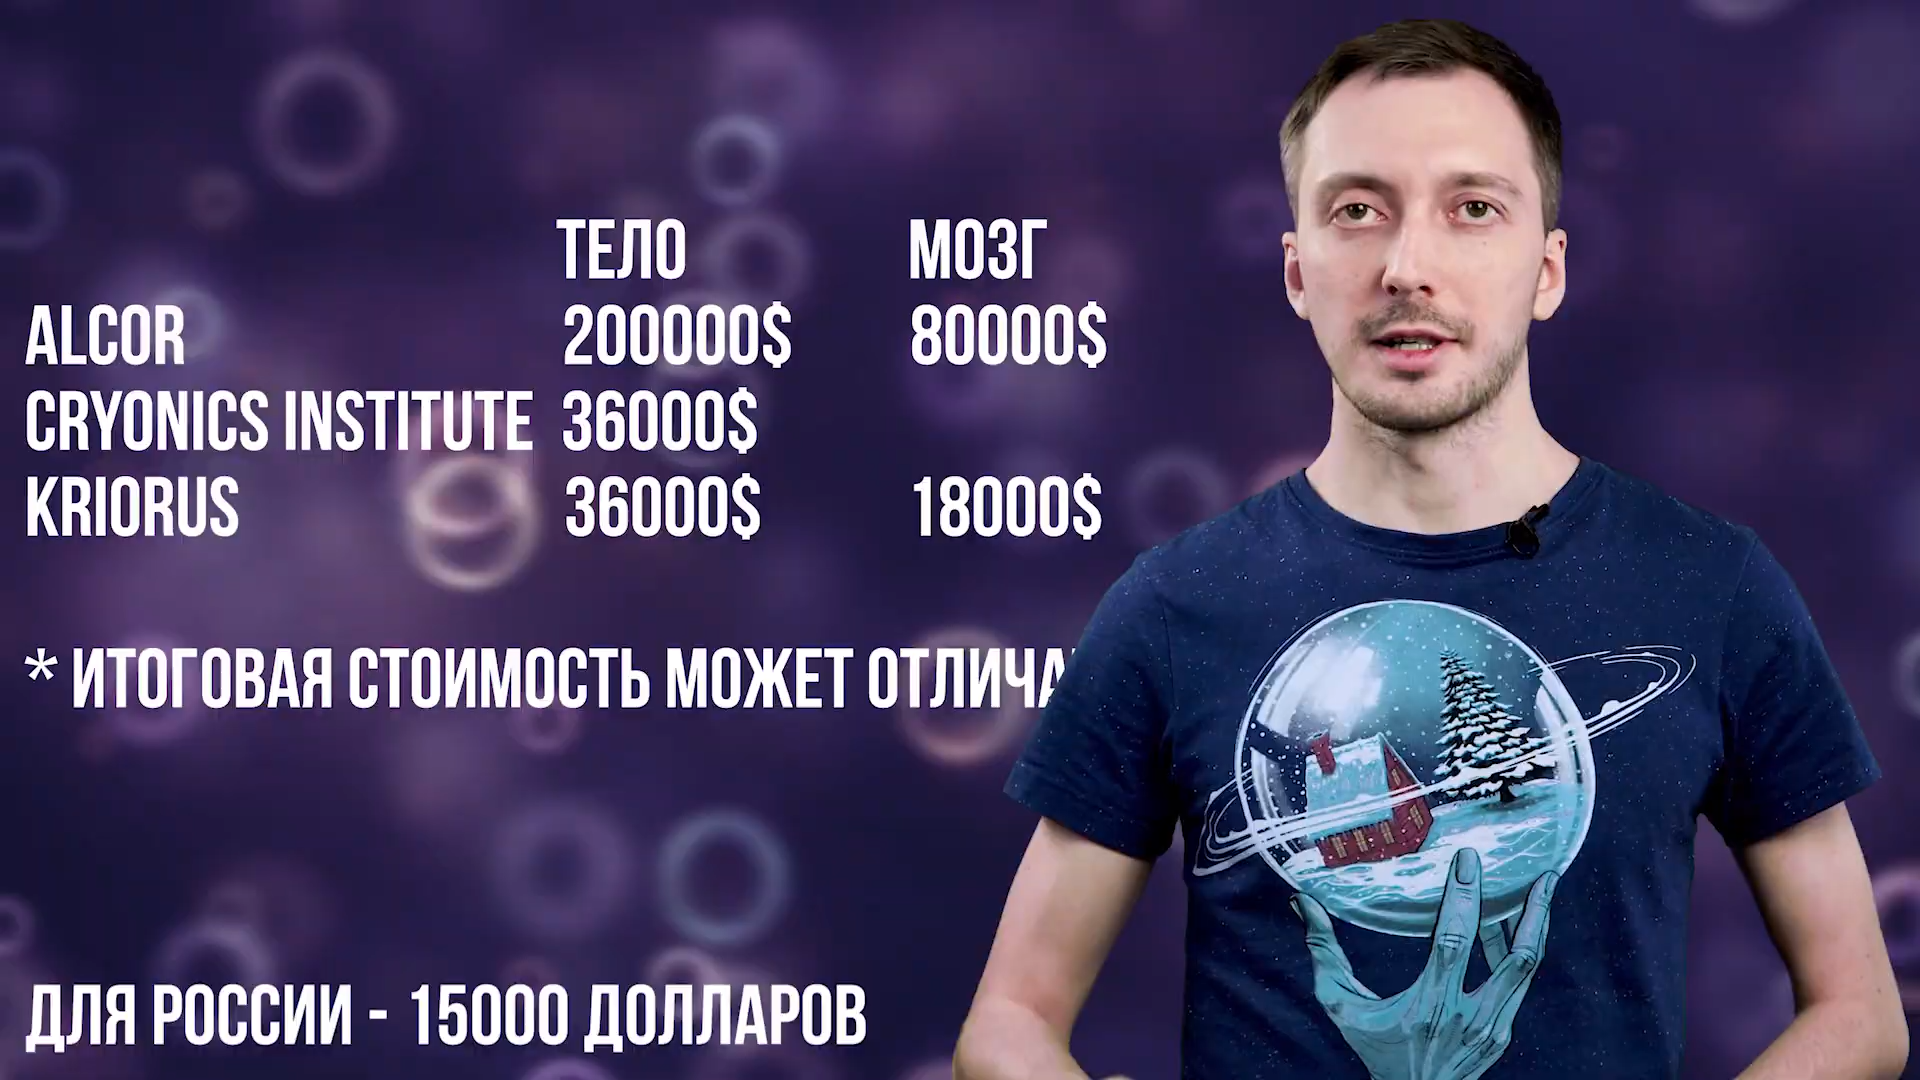 ТЕЛО МОЗГ
ALCOR 200000$ 80000$
CRYONICS INSTITUTE 36000$
KRIORUS 36000$ 18000$
* ИТОГОВАЯ СТОИМОСТЬ МОЖЕТ
ДЛЯ РОССИИ - 15000 ДОЛЛАРОВ